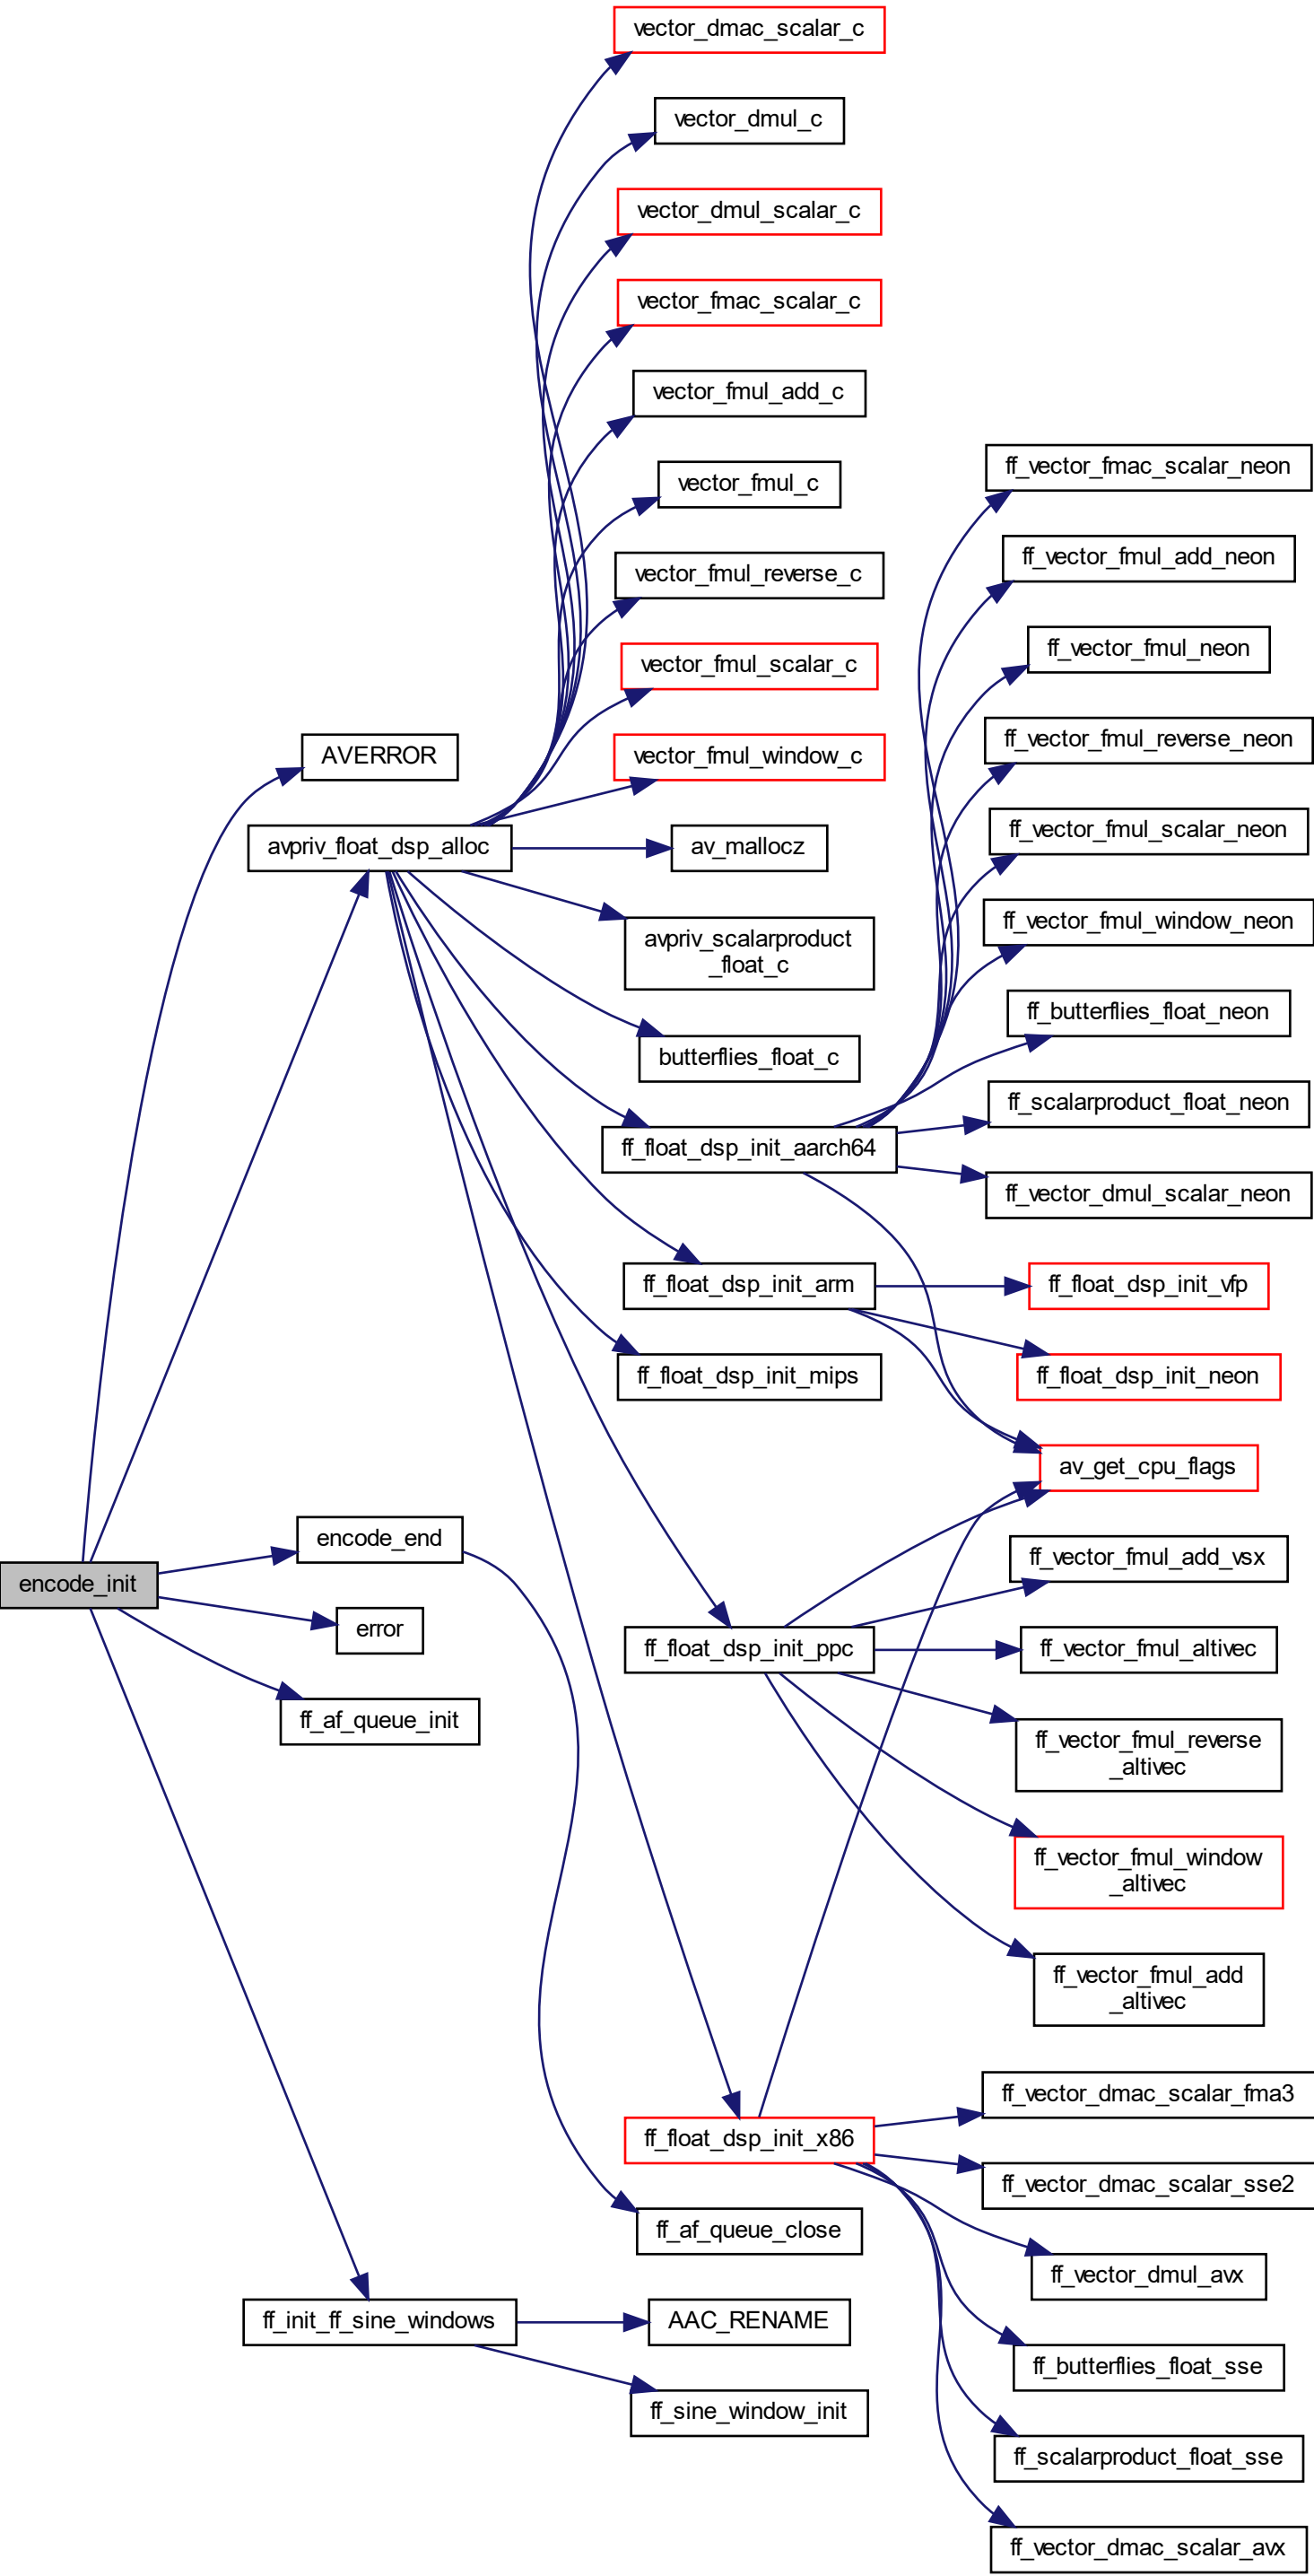 vector_dmac_scalar_c
vector_dmul_c
vector_dmul_scalar_c
vector_fmac_scalar_c
vector_fmul_add_c
ff_vector_fmac_scalar_neon
vector_fmul_c
ff_vector_fmul_add_neon
vector_fmul_reverse_c
ff_vector_fmul_neon
vector_fmul_scalar_c
ff_vector_fmul_reverse_neon
AVERROR
vector_fmul_window_c
ff_vector_fmul_scalar_neon
avpriv_float_dsp_alloc
av_mallocz
ff_vector_fmul_window_neon
avpriv_scalarproduct
_float_c
ff_butterflies_float_neon
butterflies_float_c
ff_scalarproduct_float_neon
ff_float_dsp_init_aarch64
ff_vector_dmul_scalar_neon
ff_float_dsp_init_arm
ff_float_dsp_init_vfp
ff_float_dsp_init_mips
ff_float_dsp_init_neon
av_get_cpu_flags
encode_end
ff_vector_fmul_add_vsx
encode_init
error
ff_float_dsp_init_ppc
ff_vector_fmul_altivec
ff_af_queue_init
ff_vector_fmul_reverse
_altivec
ff_vector_fmul_window
_altivec
ff_vector_fmul_add
_altivec
ff_vector_dmac_scalar_fma3
ff_float_dsp_init_x86
ff_vector_dmac_scalar_sse2
ff_af_queue_close
ff_vector_dmul_avx
ff_init_ff_sine_windows
AAC_RENAME
ff_butterflies_float_sse
ff_sine_window_init
ff_scalarproduct_float_sse
ff_vector_dmac_scalar_avx